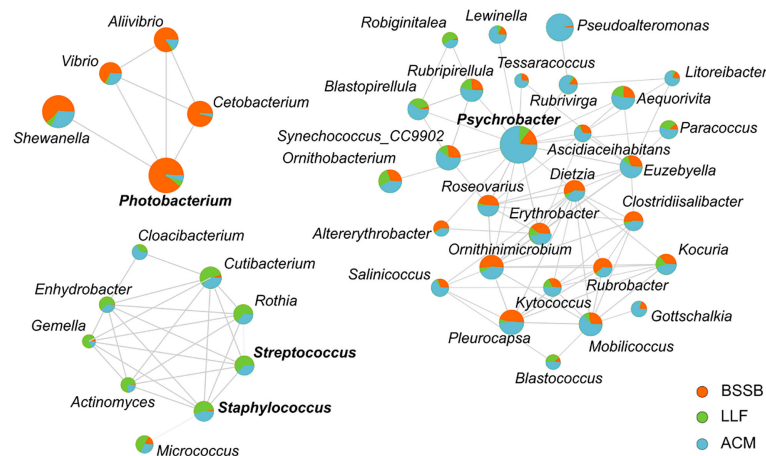 Aliivibrio
Vibrio
Cetobacterium
Shewanella
Photobacterium
Cloacibacterium
Cutibacterium
Enhydrobacter
Rothia
Gemella
Streptococcus
Actinomyces
Staphylococcus
Micrococcus
Robiginitalea
Lewinella
Pseudoalteromonas
Tessaracoccus
Rubripirellula
Litoreibacter
Blastopirellula
Rubrivirga
Aequorivita
Psychrobacter
Synechococcus_CC9902
Paracoccus
Ornithobacterium
Ascidiaceihabitans
Dietzia
Euzebyella
Roseovarius
Clostridiisalibacter
Erythrobacter
Altererythrobacter
Ornithinimicrobium
Kocuria
Salinicoccus
Rubrobacter
Kytococcus
Gottschalkia
Pleurocapsa
Mobilicoccus
Blastococcus
BSSB
LLF
ACM